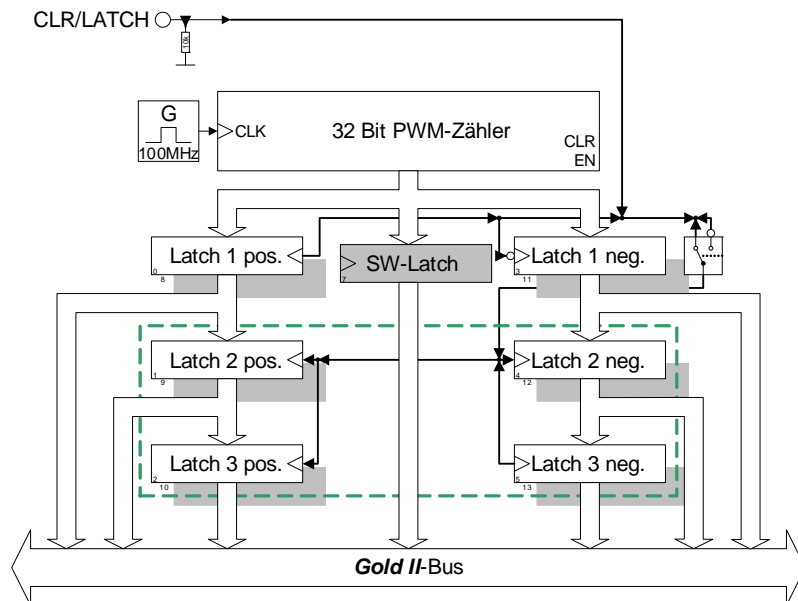 CLR/LATCH
10k
G
100MHz
CLK
32 Bit PWM-Zähler
CLR
EN
Latch 1 pos.
0
8
SW-Latch
7
Latch 1 neg.
3
11
Latch 2 pos.
1
9
Latch 2 neg.
4
12
Latch 3 pos.
2
10
Latch 3 neg.
5
13
Gold II-Bus